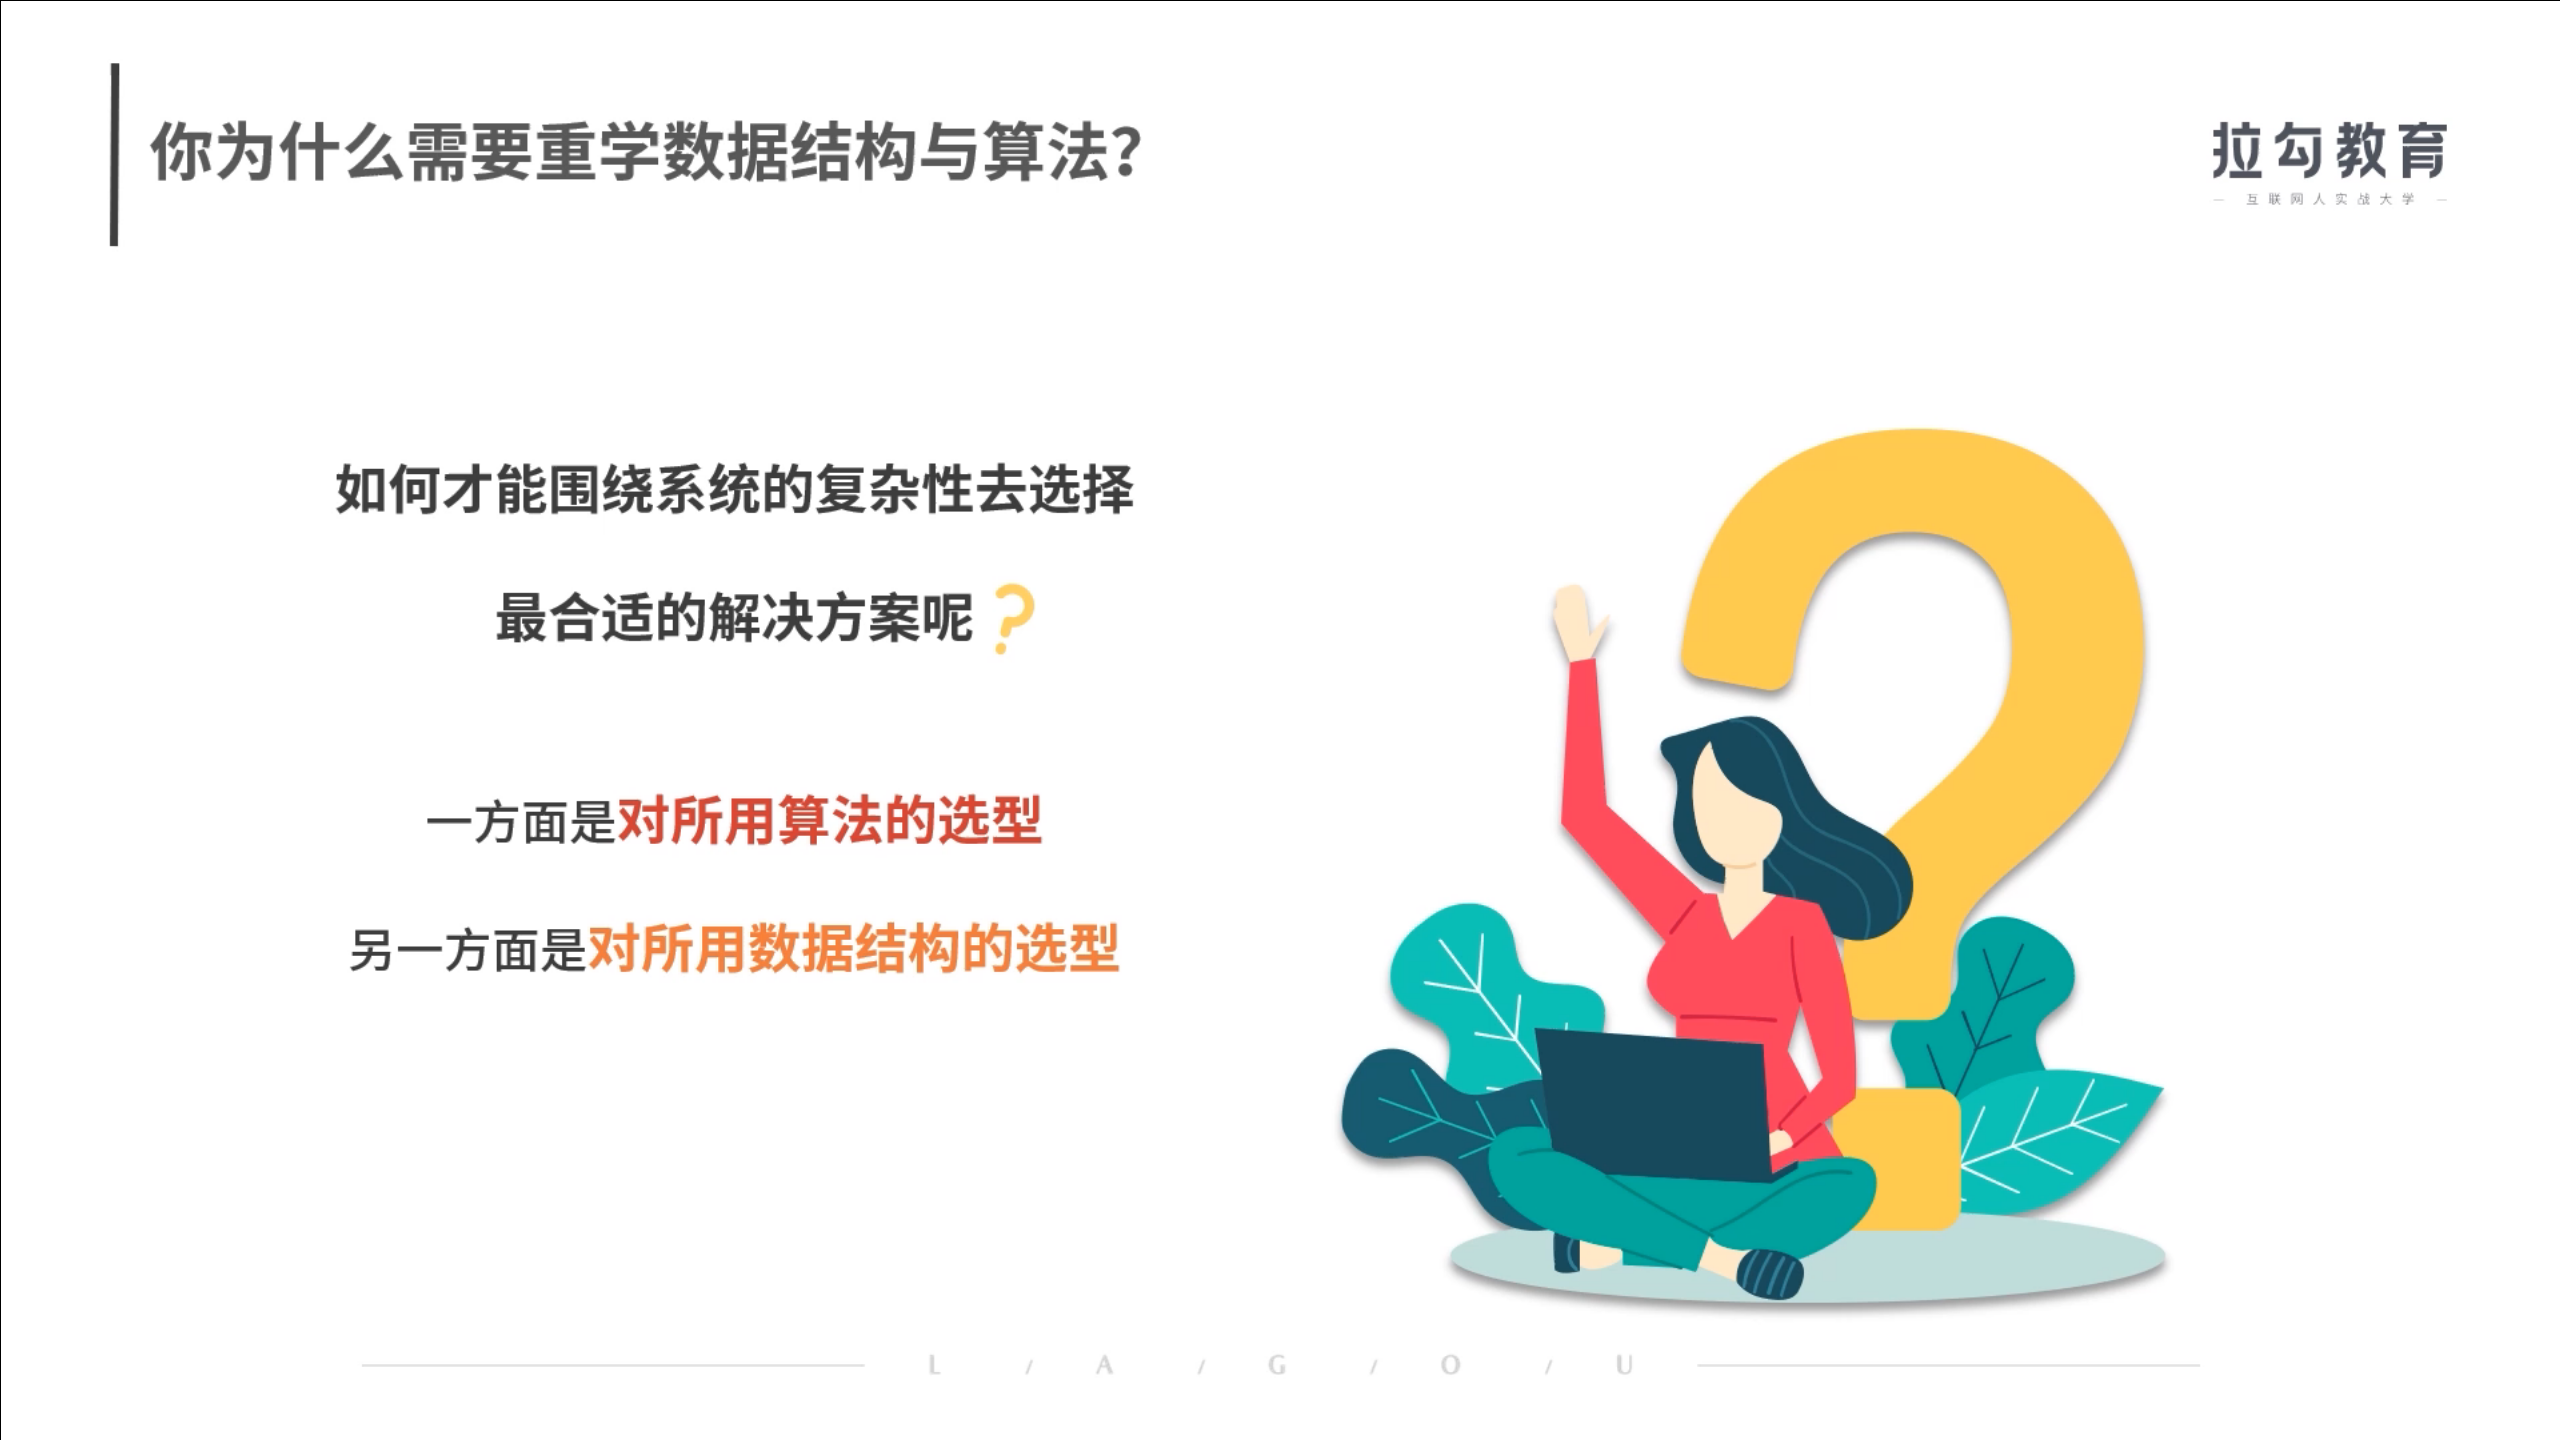 你为什么需要重学数据结构与算法?
拉勾教育
— 互联网人实战大学 —
如何才能围绕系统的复杂性去选择
最合适的解决方案呢?
一方面是对所用算法的选型
另一方面是对所用数据结构的选型
L / A / G / O / U